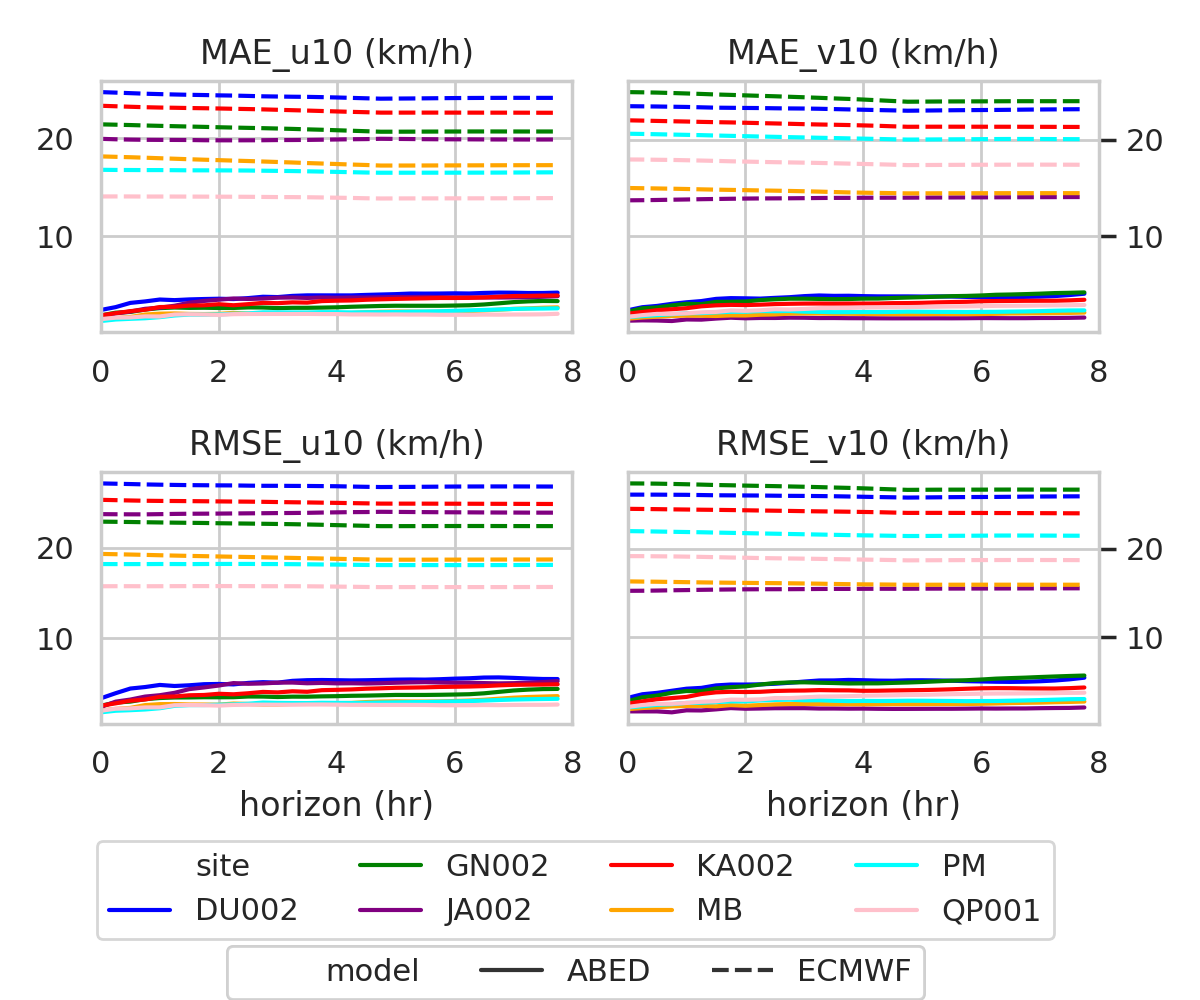 MAE_u10 (km/h) MAE_v10 (km/h)
20 20
10 10
0 2 4 6 8 0 2 4 6 8
RMSE_u10 (km/h) RMSE_v10 (km/h)
20 20
10 10
0 2 4 6 8 0 2 4 6 8
horizon (hr) horizon (hr)
site GN002 KA002 PM
DU002 JA002 MB QP001
model ABED ECMWF